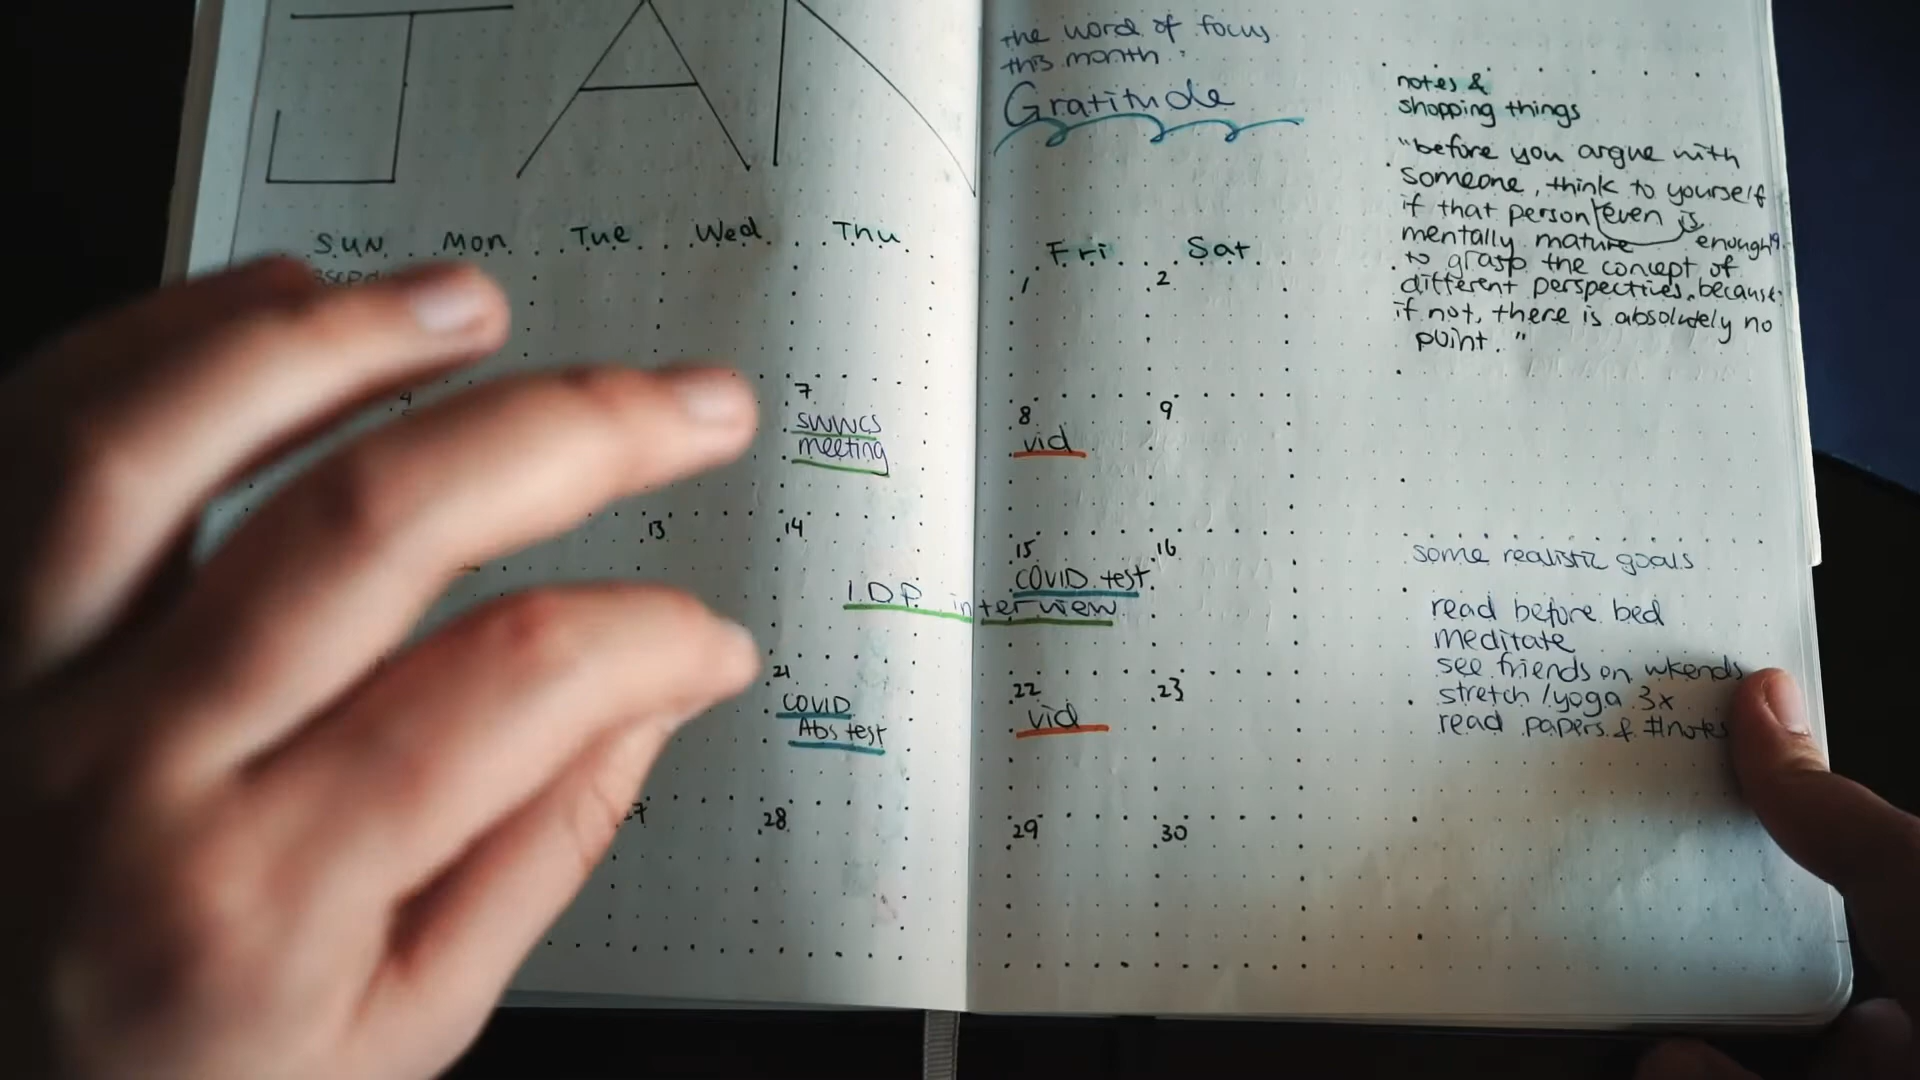 JAN
the word of focus
this month:
Gratitude
Sun Mon Tue Wed Thu Fri Sat
1 2
4
7 8 9
SWWCS
meeting
vid
13 14 15 16
COVID test
I.D.P. interview
21 22 23
COVID
Abs test
vid
28 29 30
notes &
shopping things
"before you argue with
someone, think to yourself
if that person even is
mentally mature enough
to grasp the concept of
different perspectives, because
if not, there is absolutely no
point."
some realistic goals
read before bed
meditate
see friends on wkends
stretch/yoga 3x
read papers &